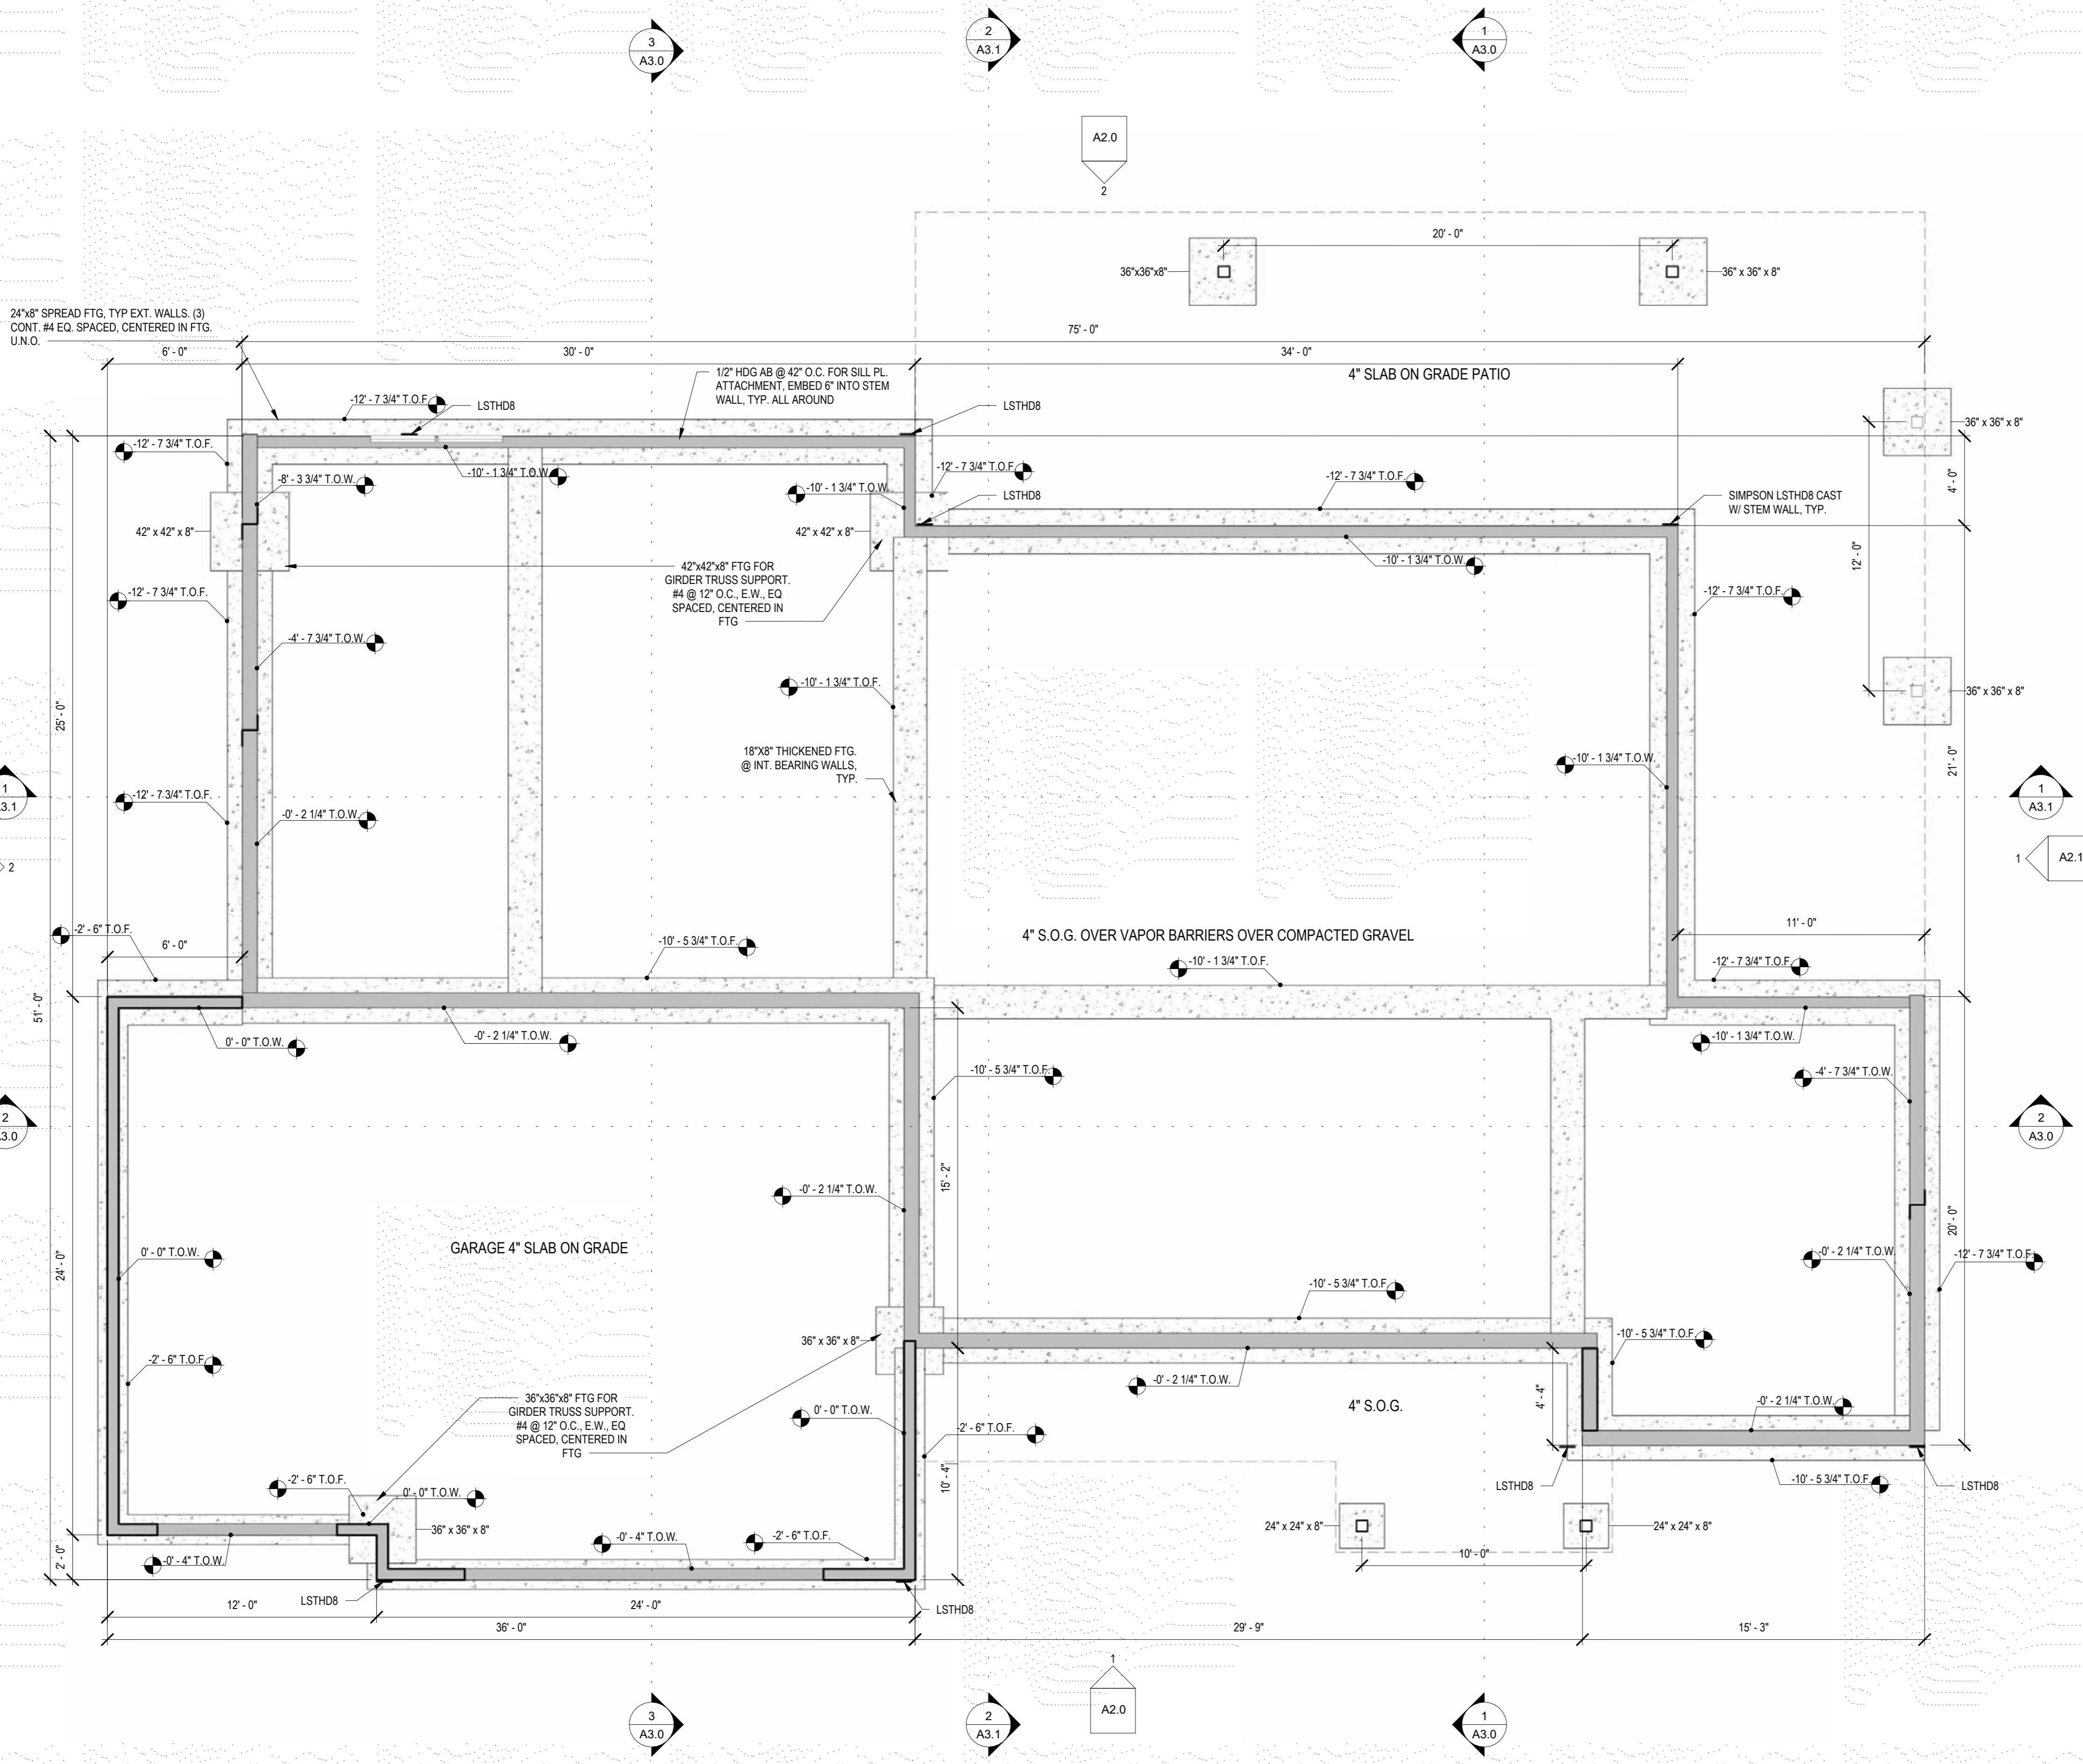 3
A3.0
2
A3.1
1
A3.0
A2.0
2
20' - 0"
36"x36"x8"
36" x 36" x 8"
24"x8" SPREAD FTG, TYP EXT. WALLS. (3)
CONT. #4 EQ. SPACED, CENTERED IN FTG.
U.N.O.
75' - 0"
6' - 0"
30' - 0"
34' - 0"
4" SLAB ON GRADE PATIO
1/2" HDG AB @ 42" O.C. FOR SILL PL.
ATTACHMENT, EMBED 6" INTO STEM
WALL, TYP. ALL AROUND
-12' - 7 3/4" T.O.F.
LSTHD8
LSTHD8
36" x 36" x 8"
-12' - 7 3/4" T.O.F.
-10' - 1 3/4" T.O.W.
-12' - 7 3/4" T.O.F.
-12' - 7 3/4" T.O.F.
4' - 0"
-8' - 3 3/4" T.O.W.
-10' - 1 3/4" T.O.W.
LSTHD8
SIMPSON LSTHD8 CAST
W/ STEM WALL, TYP.
42" x 42" x 8"
42" x 42" x 8"
-10' - 1 3/4" T.O.W.
12' - 0"
42"x42"x8" FTG FOR
GIRDER TRUSS SUPPORT.
#4 @ 12" O.C., E.W., EQ
SPACED, CENTERED IN
FTG
-12' - 7 3/4" T.O.F.
-12' - 7 3/4" T.O.F.
-4' - 7 3/4" T.O.W.
-10' - 1 3/4" T.O.F.
36" x 36" x 8"
25' - 0"
18"X8" THICKENED FTG.
@ INT. BEARING WALLS,
TYP.
-10' - 1 3/4" T.O.W.
21' - 0"
1
A3.1
-12' - 7 3/4" T.O.F.
1
A3.1
-0' - 2 1/4" T.O.W.
2
1
A2.1
-2' - 6" T.O.F.
6' - 0"
-10' - 5 3/4" T.O.F.
4" S.O.G. OVER VAPOR BARRIERS OVER COMPACTED GRAVEL
11' - 0"
-10' - 1 3/4" T.O.F.
-12' - 7 3/4" T.O.F.
51' - 0"
0' - 0" T.O.W.
-0' - 2 1/4" T.O.W.
-10' - 1 3/4" T.O.W.
-10' - 5 3/4" T.O.F.
-4' - 7 3/4" T.O.W.
2
A3.0
2
A3.0
15' - 2"
-0' - 2 1/4" T.O.W.
20' - 0"
GARAGE 4" SLAB ON GRADE
24' - 0"
0' - 0" T.O.W.
-0' - 2 1/4" T.O.W.
-12' - 7 3/4" T.O.F.
-10' - 5 3/4" T.O.F.
36" x 36" x 8"
-10' - 5 3/4" T.O.F.
-2' - 6" T.O.F.
-0' - 2 1/4" T.O.W.
4' - 4"
36"x36"x8" FTG FOR
GIRDER TRUSS SUPPORT.
#4 @ 12" O.C., E.W., EQ
SPACED, CENTERED IN
FTG
4" S.O.G.
-0' - 2 1/4" T.O.W.
0' - 0" T.O.W.
-2' - 6" T.O.F.
10' - 4"
-2' - 6" T.O.F.
0' - 0" T.O.W.
LSTHD8
-10' - 5 3/4" T.O.F.
LSTHD8
36" x 36" x 8"
24" x 24" x 8"
24" x 24" x 8"
-0' - 4" T.O.W.
-2' - 6" T.O.F.
2' - 0"
-0' - 4" T.O.W.
10' - 0"
12' - 0"
LSTHD8
24' - 0"
LSTHD8
36' - 0"
29' - 9"
15' - 3"
1
A2.0
3
A3.0
2
A3.1
1
A3.0